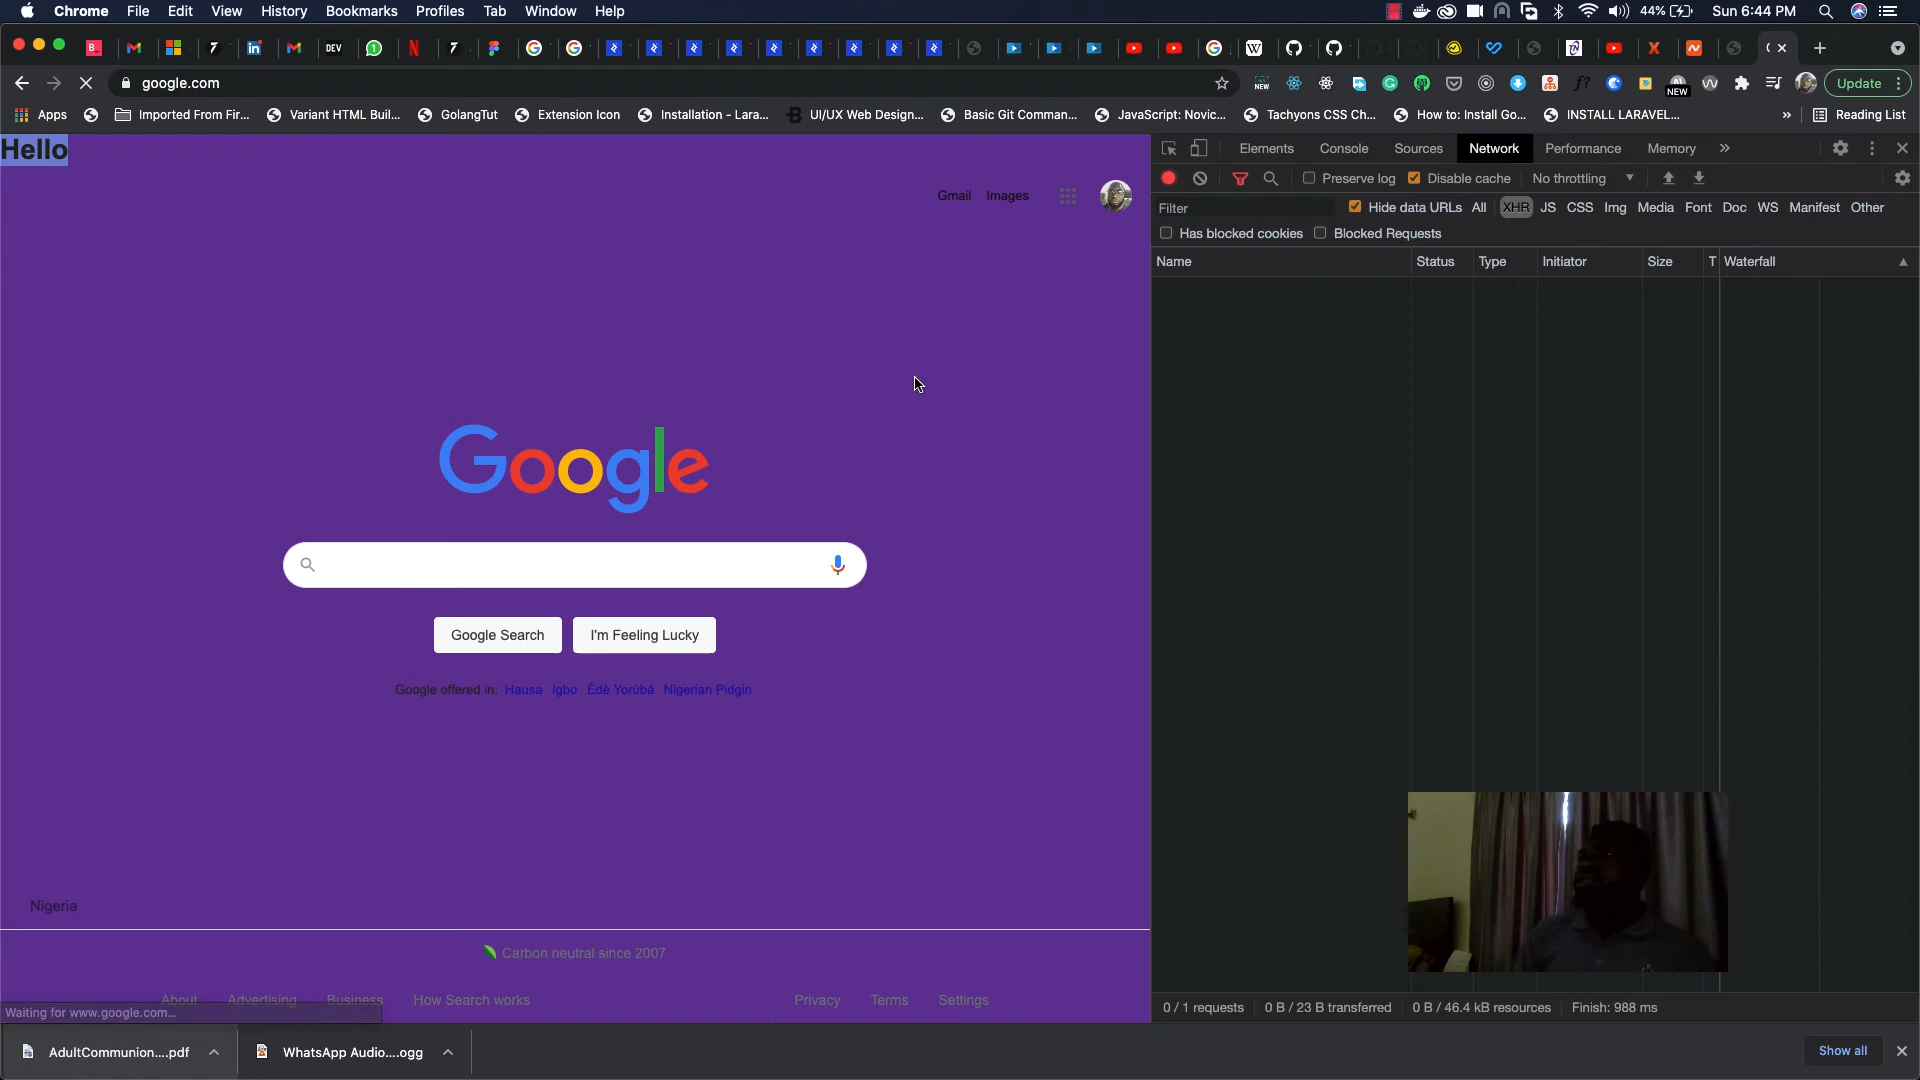 Chrome File Edit View History Bookmarks Profiles Tab Window Help 44% Sun 6:44 PM
google.com NEW NEW Update
Apps Imported From Fir... Variant HTML Buil... GolangTut Extension Icon Installation - Lara... UI/UX Web Design... Basic Git Comman... JavaScript: Novic... Tachyons CSS Ch... How to: Install Go... INSTALL LARAVEL... » Reading List
Hello
Gmail Images
Google
Google Search I'm Feeling Lucky
Google offered in: Hausa Igbo Èdè Yorùbá Nigerian Pidgin
Nigeria
Carbon neutral since 2007
About Advertising Business How Search works Privacy Terms Settings
Waiting for www.google.com...
Elements Console Sources Network Performance Memory »
Preserve log Disable cache No throttling
Filter Hide data URLs All XHR JS CSS Img Media Font Doc WS Manifest Other
Has blocked cookies Blocked Requests
Name Status Type Initiator Size T Waterfall
0 / 1 requests 0 B / 23 B transferred 0 B / 46.4 kB resources Finish: 988 ms
AdultCommunion....pdf WhatsApp Audio....ogg Show all